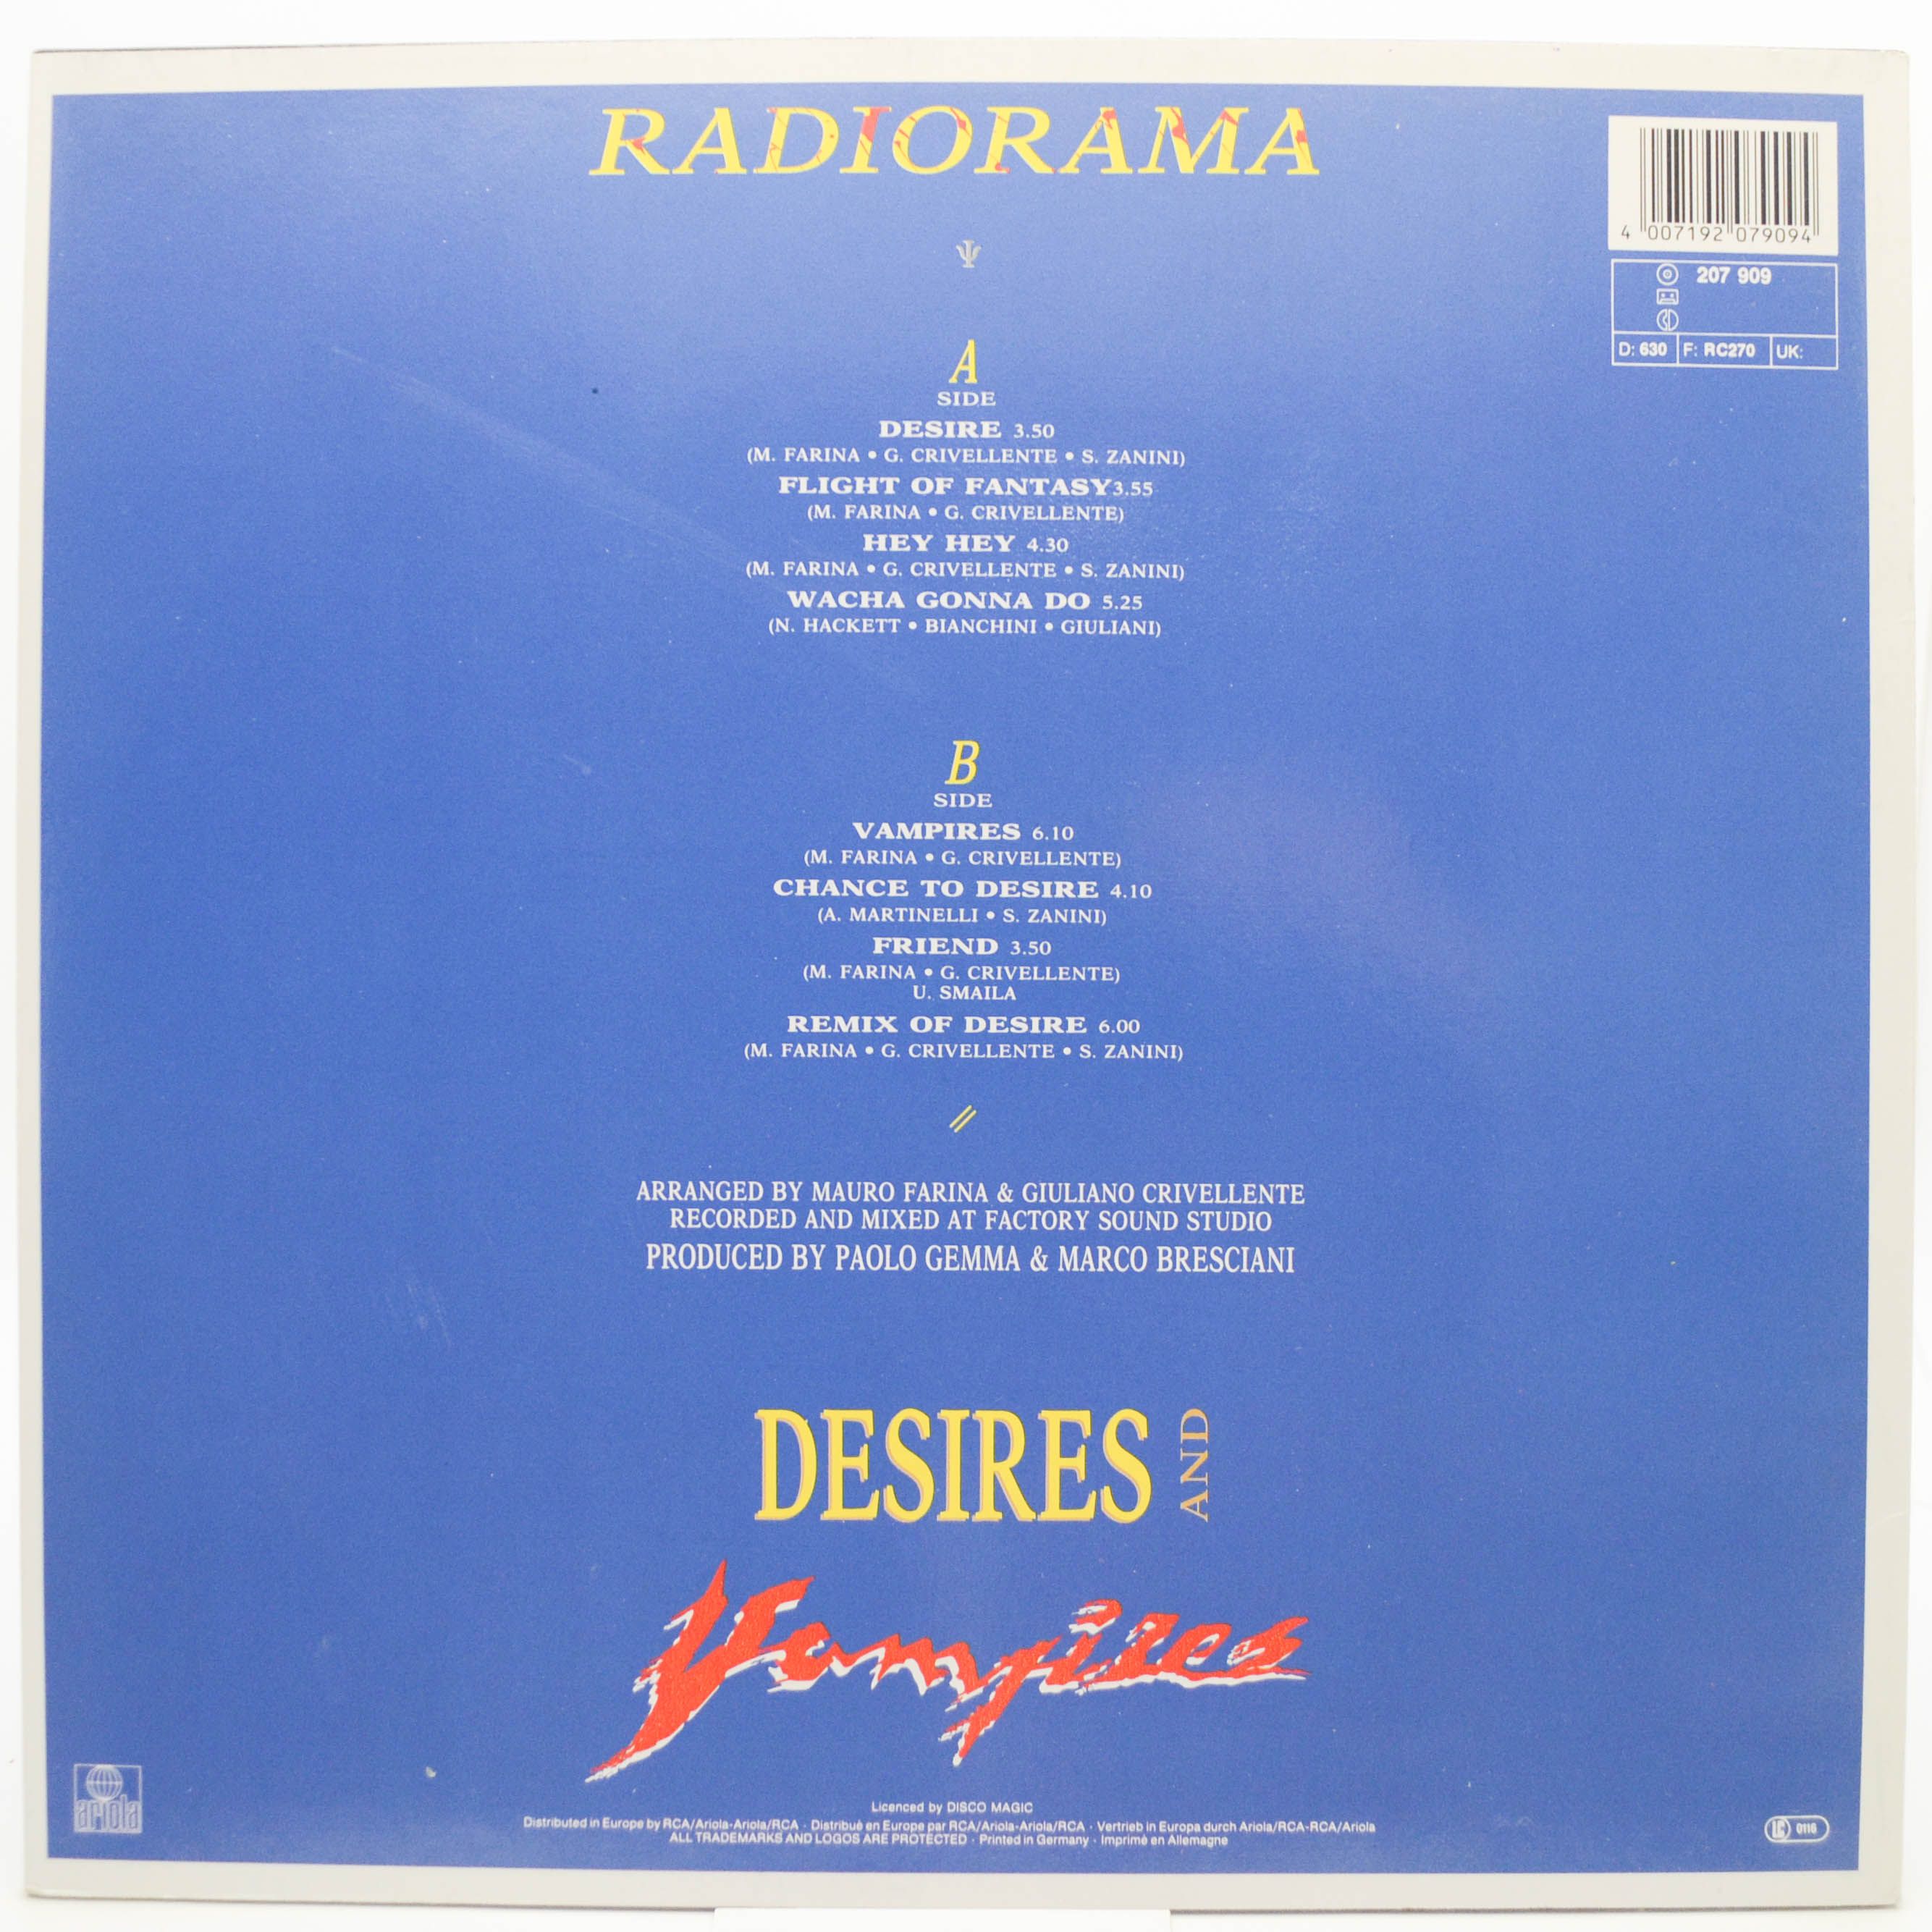 RADIORAMA
4 007192 079094
207 909
D: 630 F: RC270 UK:
A
SIDE
DESIRE 3.50
(M. FARINA • G. CRIVELLENTE • S. ZANINI)
FLIGHT OF FANTASY 3.55
(M. FARINA • G. CRIVELLENTE)
HEY HEY 4.30
(M. FARINA • G. CRIVELLENTE • S. ZANINI)
WACHA GONNA DO 5.25
(N. HACKETT • BIANCHINI • GIULIANI)
B
SIDE
VAMPIRES 6.10
(M. FARINA • G. CRIVELLENTE)
CHANCE TO DESIRE 4.10
(A. MARTINELLI • S. ZANINI)
FRIEND 3.50
(M. FARINA • G. CRIVELLENTE)
U. SMAILA
REMIX OF DESIRE 6.00
(M. FARINA • G. CRIVELLENTE • S. ZANINI)
ARRANGED BY MAURO FARINA & GIULIANO CRIVELLENTE
RECORDED AND MIXED AT FACTORY SOUND STUDIO
PRODUCED BY PAOLO GEMMA & MARCO BRESCIANI
DESIRES AND
Vampires
ariola
Licenced by DISCO MAGIC
Distributed in Europe by RCA/Ariola-Ariola/RCA · Distribué en Europe par RCA/Ariola-Ariola/RCA · Vertrieb in Europa durch Ariola/RCA-RCA/Ariola
ALL TRADEMARKS AND LOGOS ARE PROTECTED · Printed in Germany · Imprimé en Allemagne
LC 0116